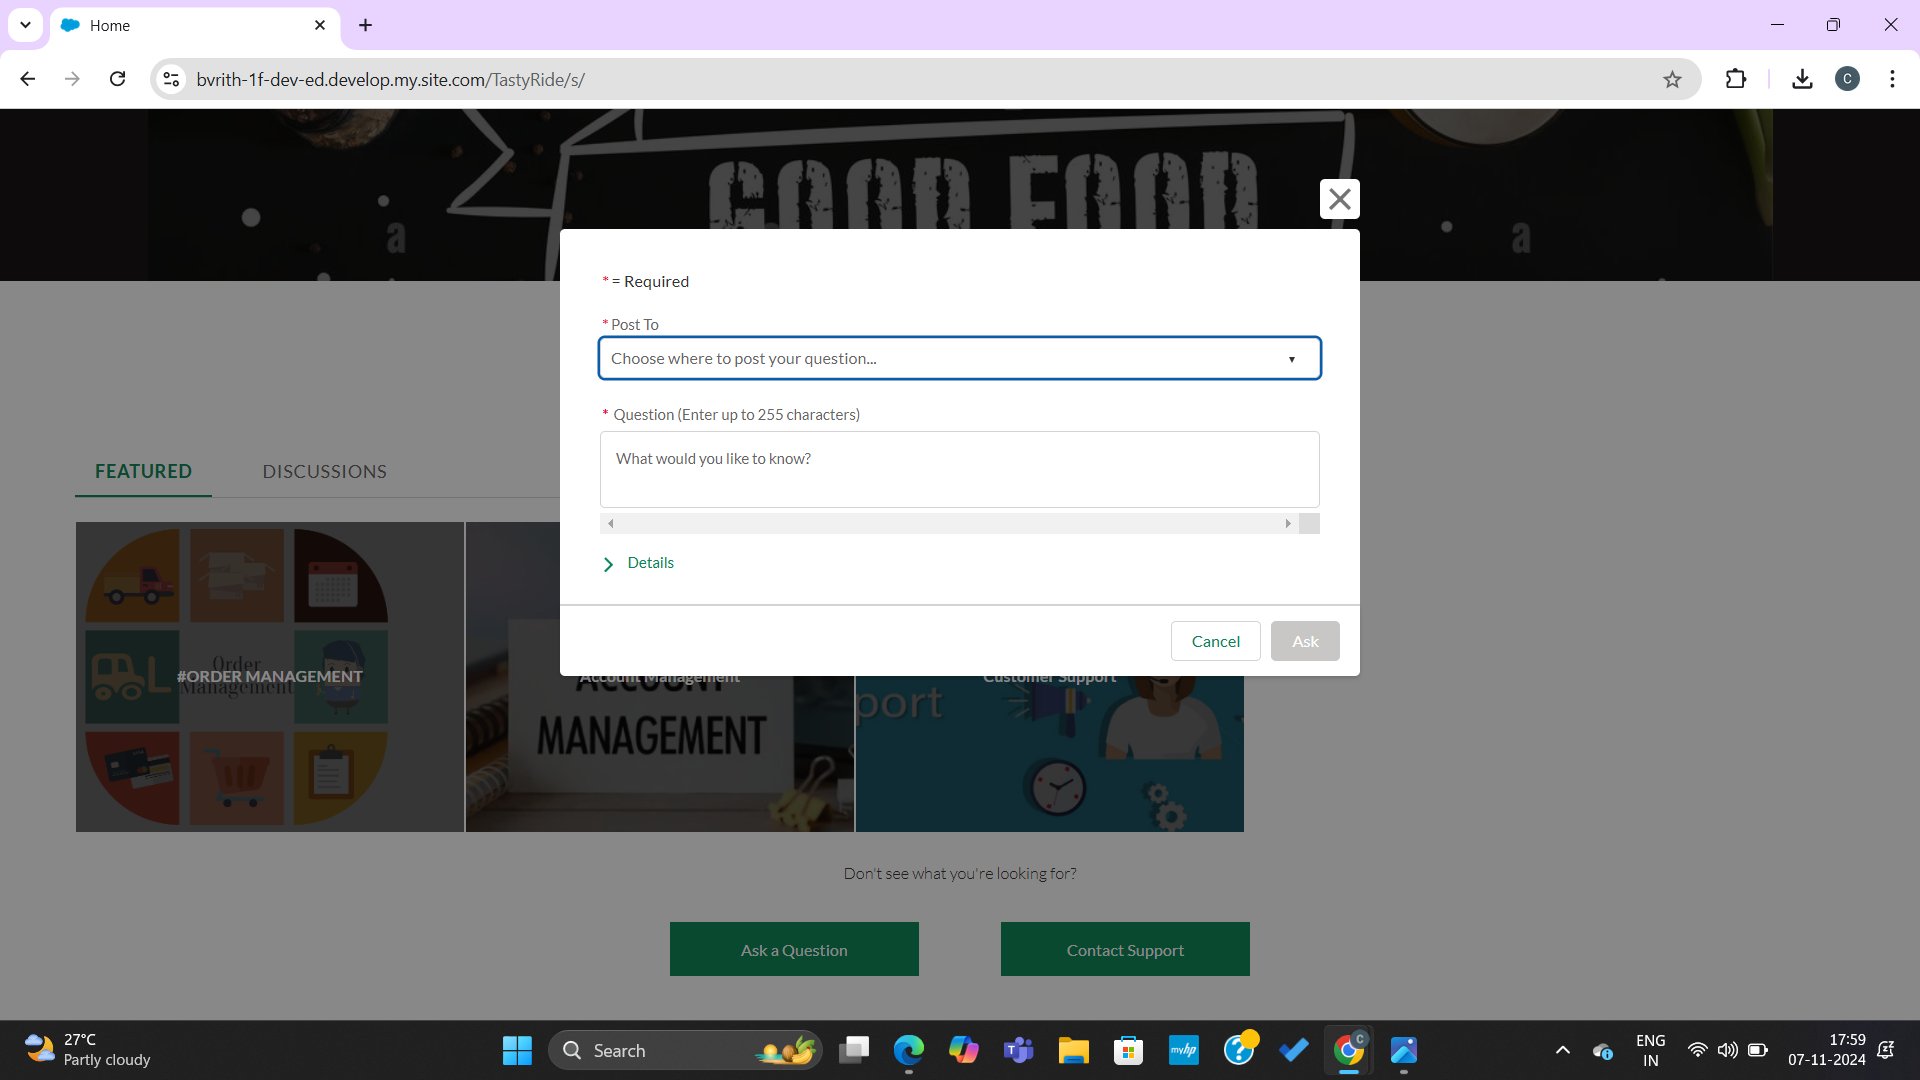 Home
bvrith-1f-dev-ed.develop.my.site.com/TastyRide/s/
C
GOOD FOOD
a
a
* = Required
* Post To
Choose where to post your question...
* Question (Enter up to 255 characters)
What would you like to know?
Details
Cancel
Ask
FEATURED
DISCUSSIONS
Order
Management
#ORDER MANAGEMENT
ACCOUNT
MANAGEMENT
Account Management
port
Customer Support
Don't see what you're looking for?
Ask a Question
Contact Support
27°C
Partly cloudy
Search
myhp
C
ENG
IN
17:59
07-11-2024